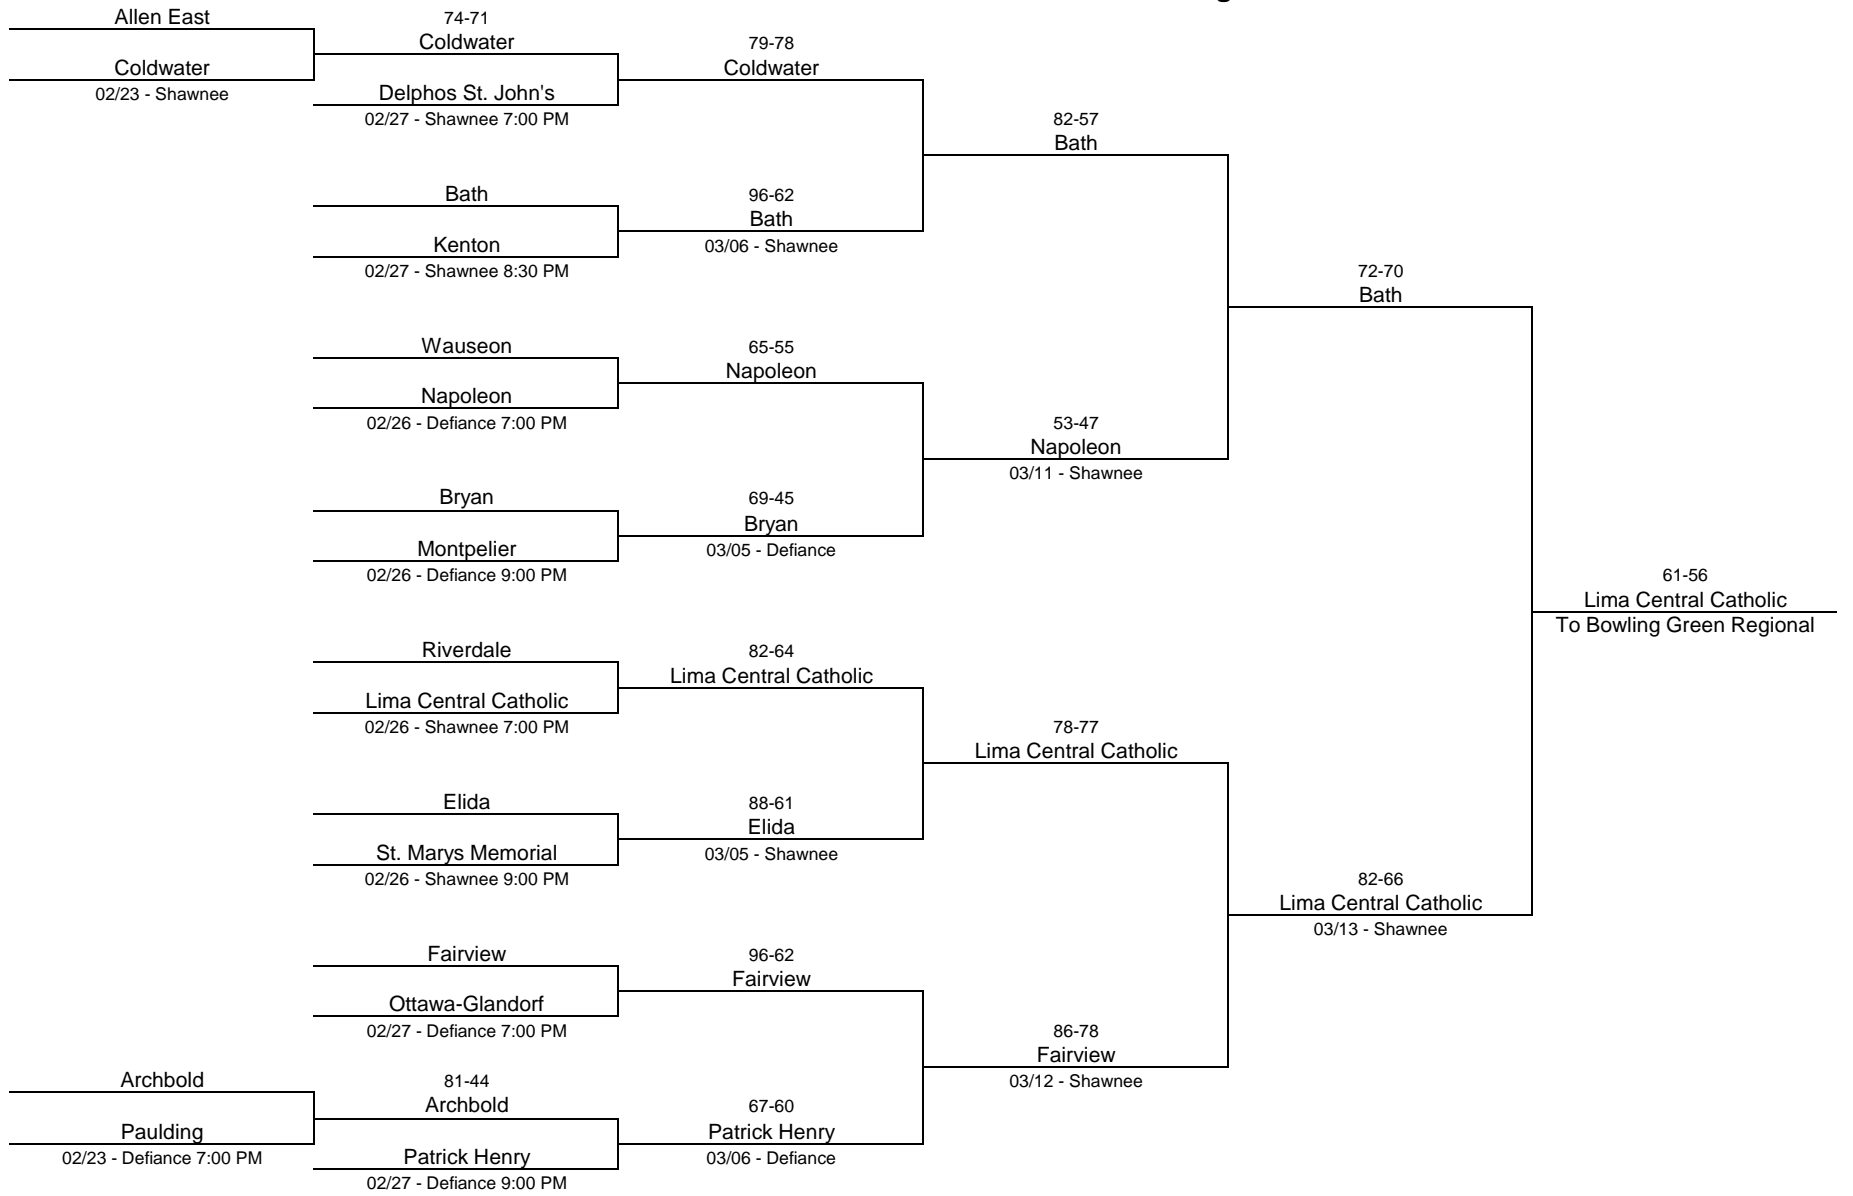 Allen East
Coldwater
02/23 - Shawnee
74-71
Coldwater
Delphos St. John's
02/27 - Shawnee 7:00 PM
79-78
Coldwater
82-57
Bath
Bath
Kenton
02/27 - Shawnee 8:30 PM
96-62
Bath
03/06 - Shawnee
72-70
Bath
Wauseon
Napoleon
02/26 - Defiance 7:00 PM
65-55
Napoleon
53-47
Napoleon
03/11 - Shawnee
Bryan
Montpelier
02/26 - Defiance 9:00 PM
69-45
Bryan
03/05 - Defiance
61-56
Lima Central Catholic
To Bowling Green Regional
Riverdale
Lima Central Catholic
02/26 - Shawnee 7:00 PM
82-64
Lima Central Catholic
78-77
Lima Central Catholic
Elida
St. Marys Memorial
02/26 - Shawnee 9:00 PM
88-61
Elida
03/05 - Shawnee
82-66
Lima Central Catholic
03/13 - Shawnee
Fairview
Ottawa-Glandorf
02/27 - Defiance 7:00 PM
96-62
Fairview
86-78
Fairview
03/12 - Shawnee
Archbold
Paulding
02/23 - Defiance 7:00 PM
81-44
Archbold
Patrick Henry
02/27 - Defiance 9:00 PM
67-60
Patrick Henry
03/06 - Defiance